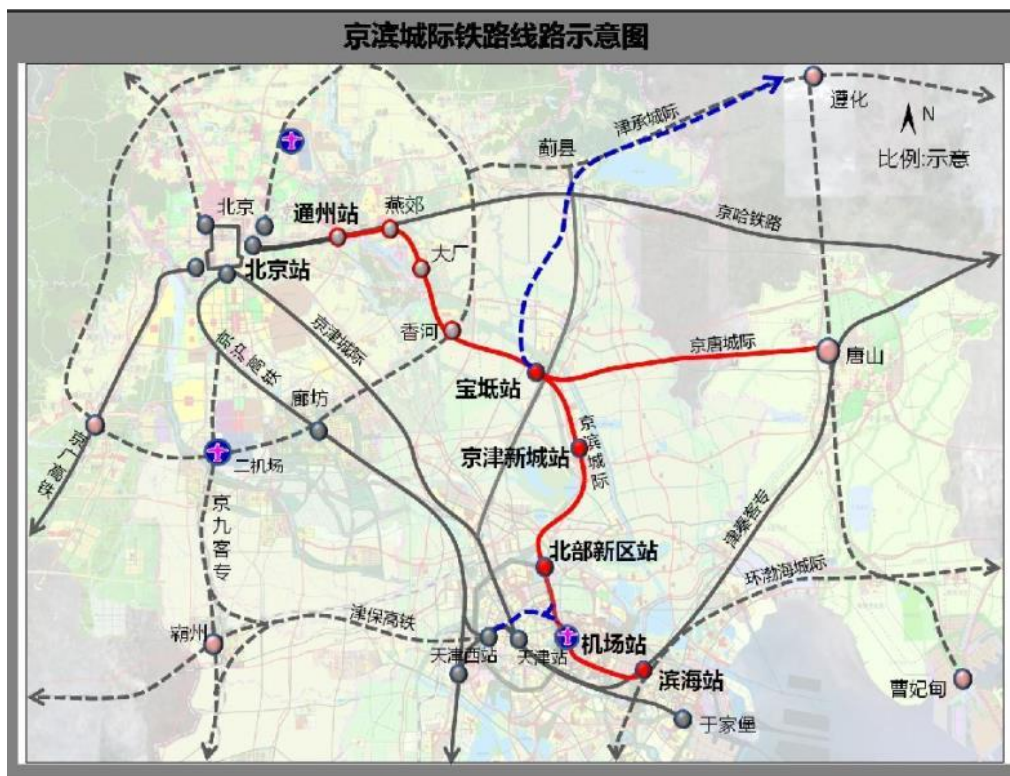 京滨城际铁路线路示意图
遵化
津承城际
N
蓟县
比例:示意
北京
通州站
燕郊
京哈铁路
北京站
大厂
香河
京津城际
京沪高铁
京唐城际
唐山
宝坻站
廊坊
京滨城际
京广高铁
二机场
京津新城站
京九客专
津秦客专
北部新区站
环渤海城际
津保高铁
霸州
天津西站
天津站
机场站
滨海站
曹妃甸
于家堡